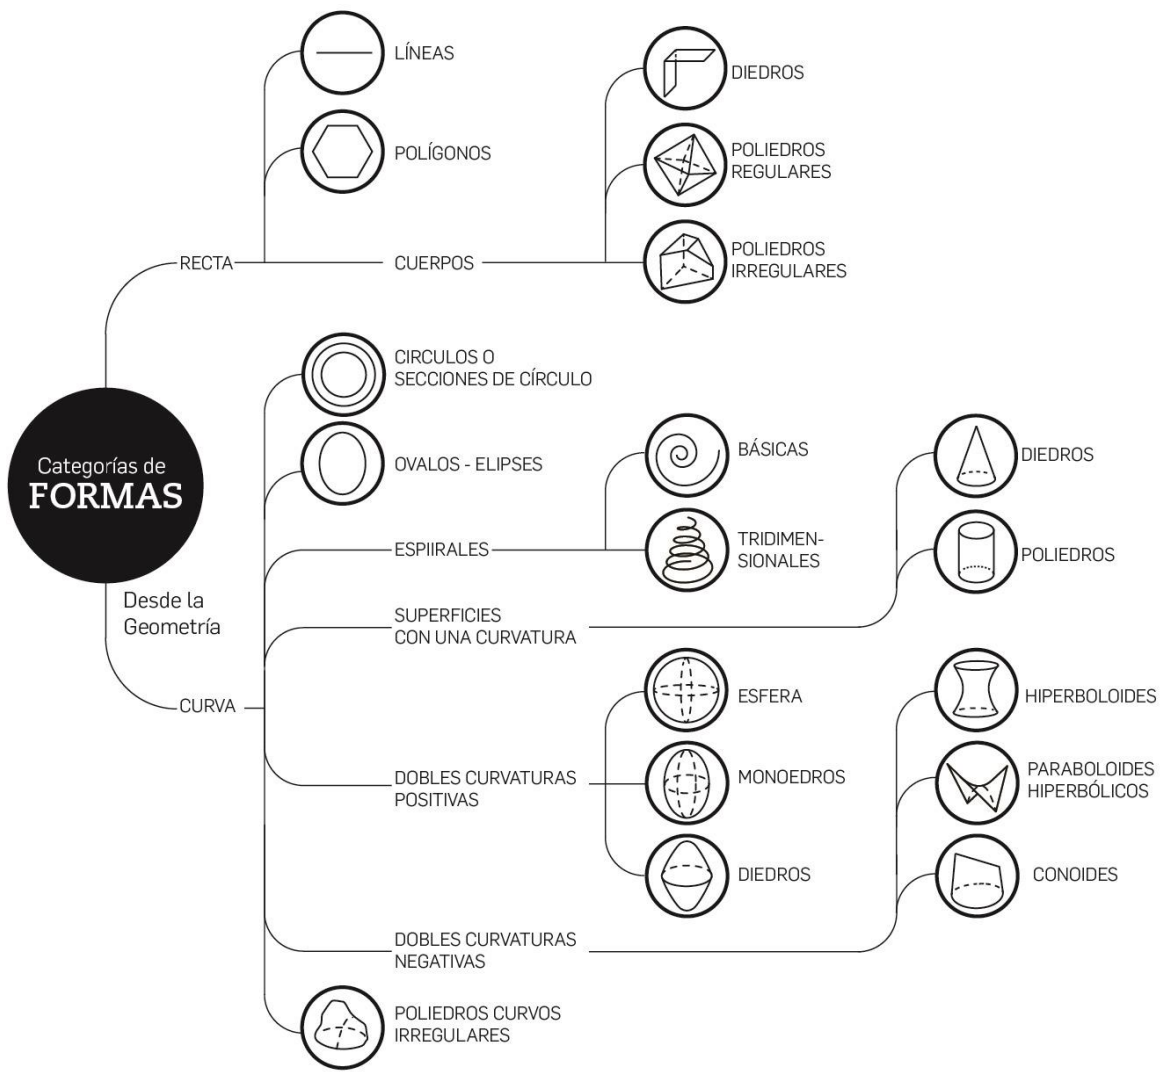 LÍNEAS
POLÍGONOS
RECTA
CUERPOS
DIEDROS
POLIEDROS
REGULARES
POLIEDROS
IRREGULARES
Categorías de
FORMAS
Desde la
Geometría
CURVA
CIRCULOS O
SECCIONES DE CÍRCULO
OVALOS - ELIPSES
ESPIIRALES
BÁSICAS
TRIDIMEN-
SIONALES
SUPERFICIES
CON UNA CURVATURA
DIEDROS
POLIEDROS
DOBLES CURVATURAS
POSITIVAS
ESFERA
MONOEDROS
DIEDROS
DOBLES CURVATURAS
NEGATIVAS
HIPERBOLOIDES
PARABOLOIDES
HIPERBÓLICOS
CONOIDES
POLIEDROS CURVOS
IRREGULARES